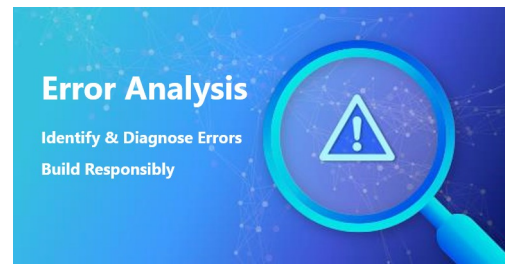 Error Analysis
Identify & Diagnose Errors
Build Responsibly